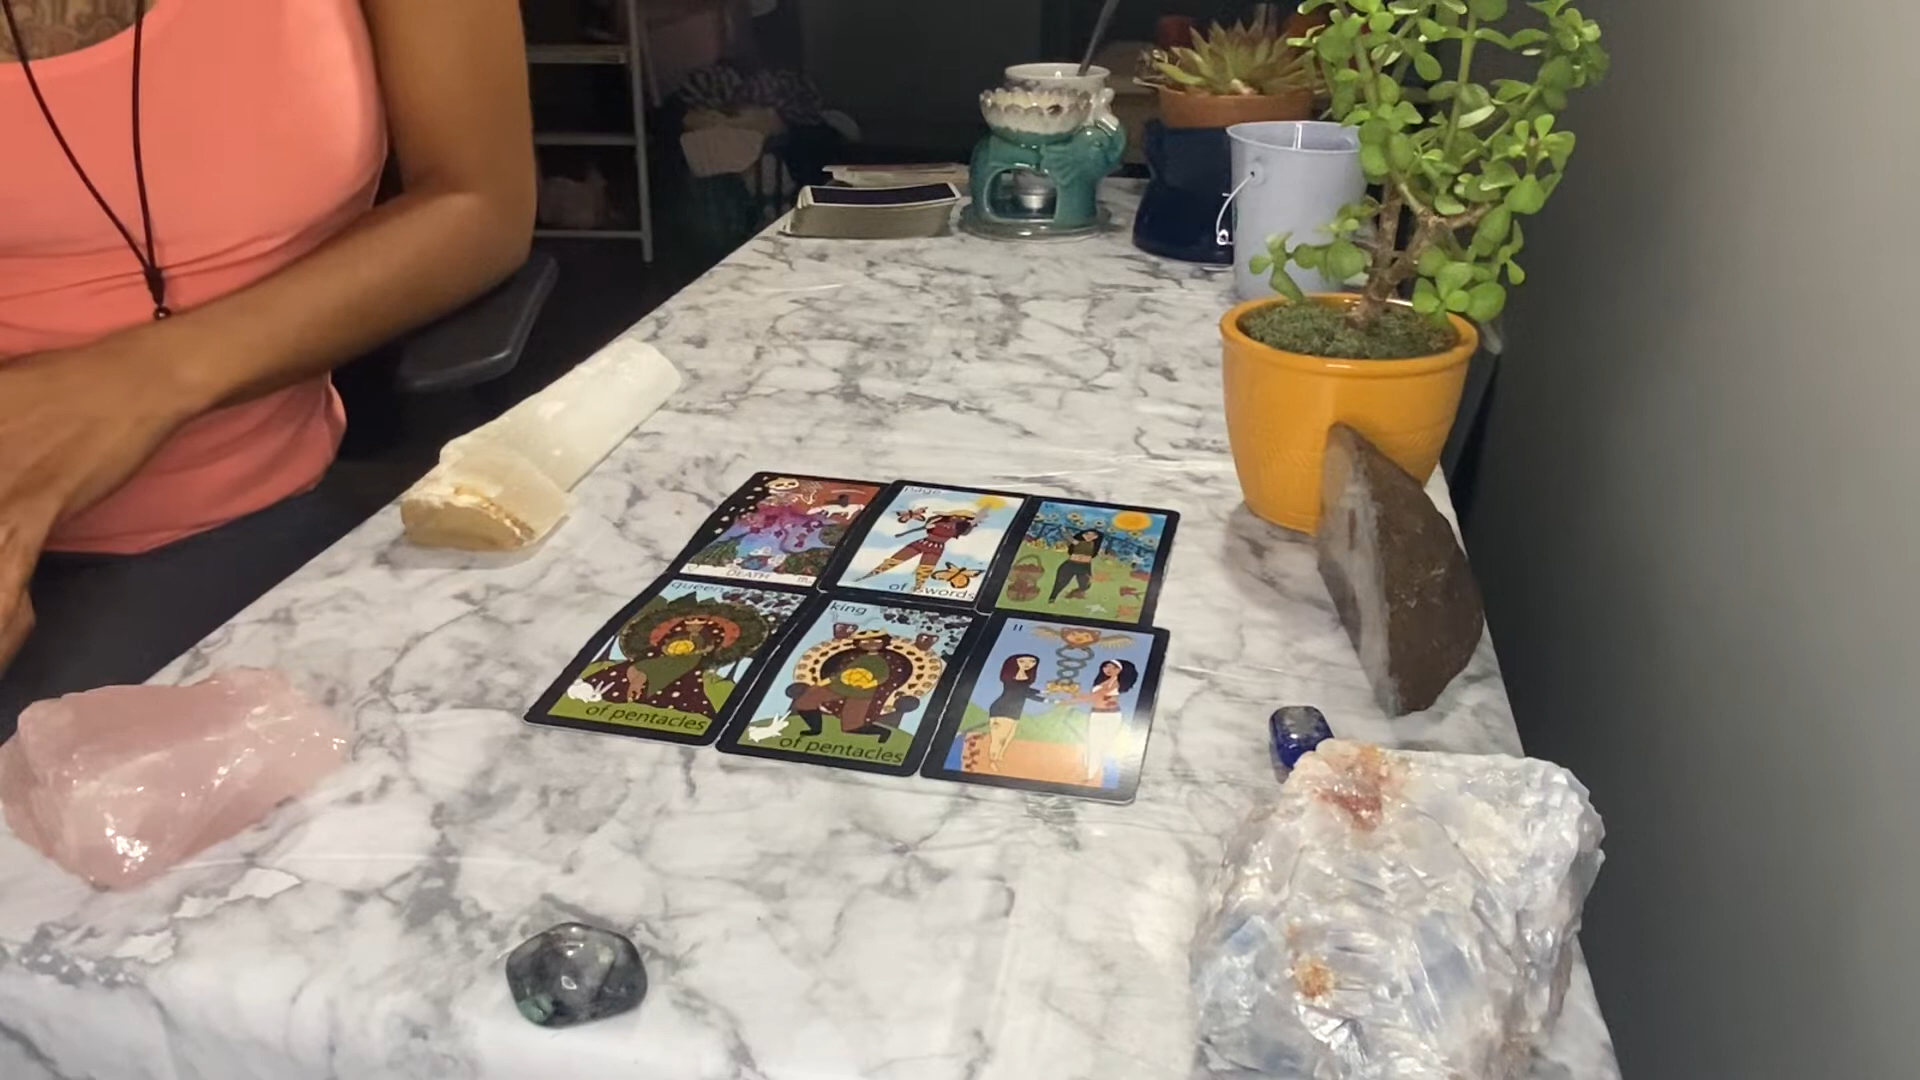 page
DEATH
of swords
queen
of pentacles
king
of pentacles
II